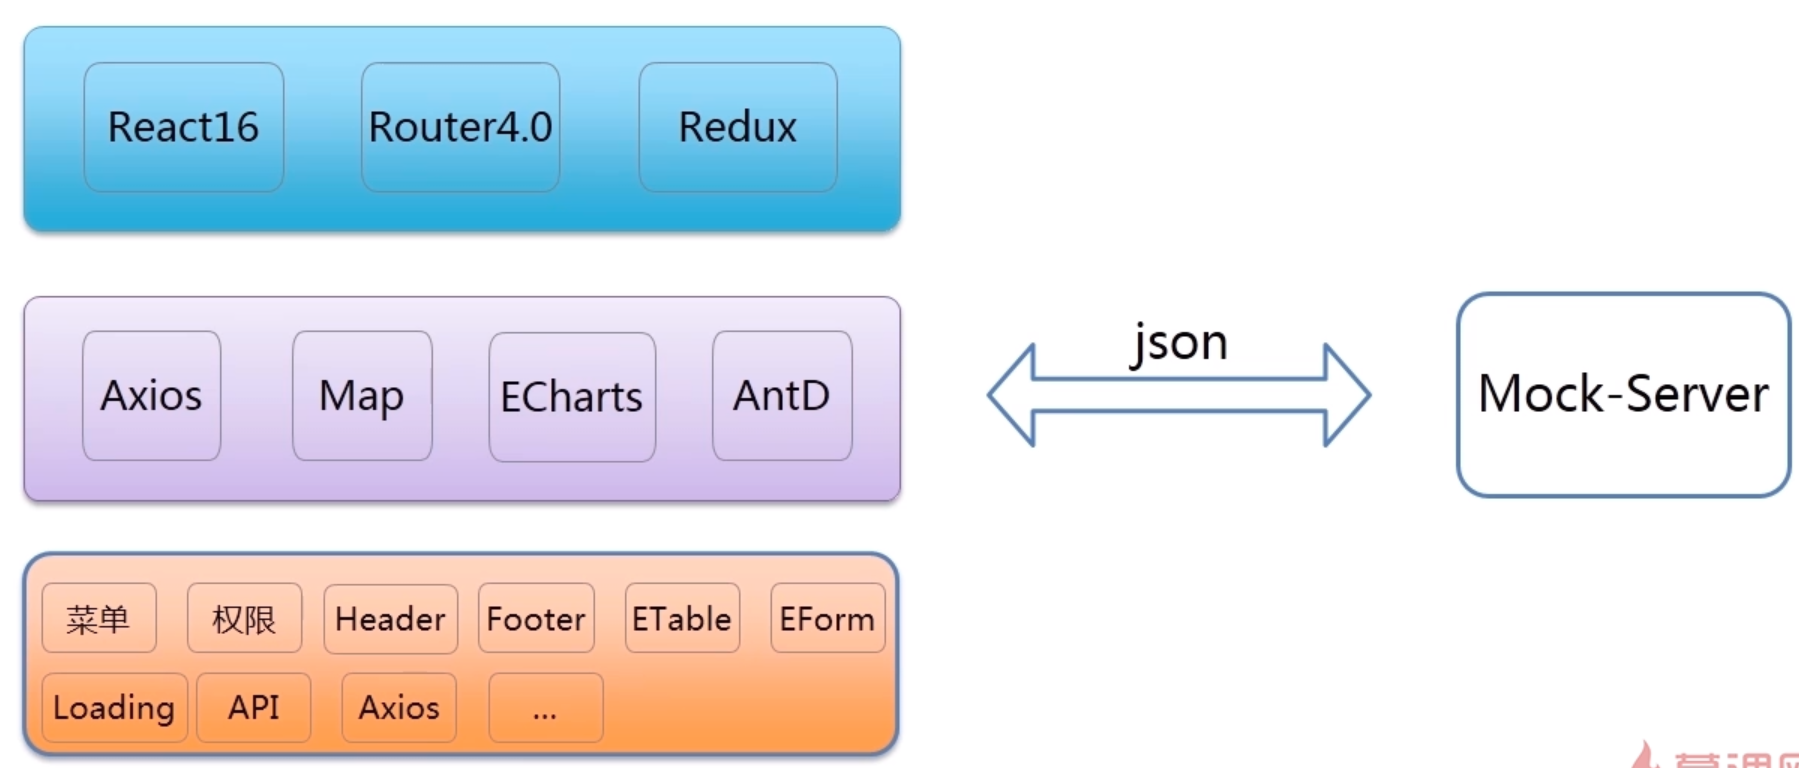 React16 Router4.0 Redux
Axios Map ECharts AntD
json
Mock-Server
菜单 权限 Header Footer ETable EForm
Loading API Axios ...